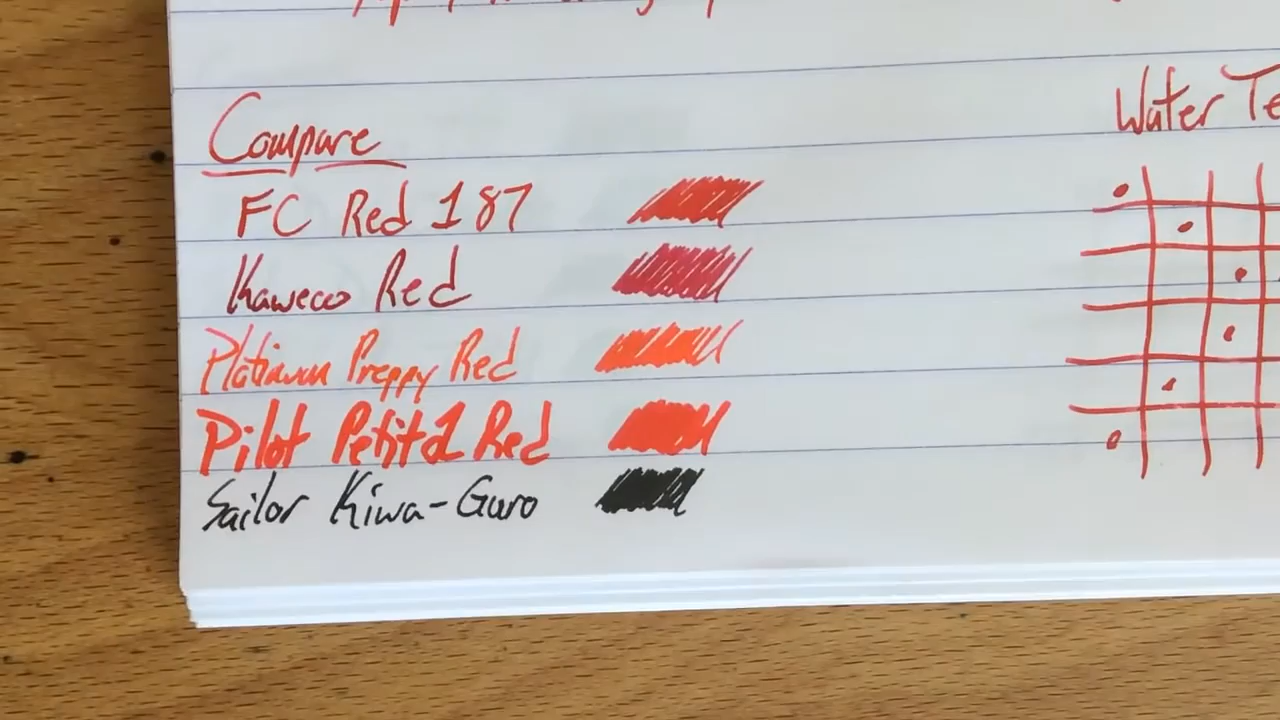 Compare
FC Red 187
Kaweco Red
Platinum Preppy Red
Pilot Petit1 Red
Sailor Kiwa-Guro
Water Te